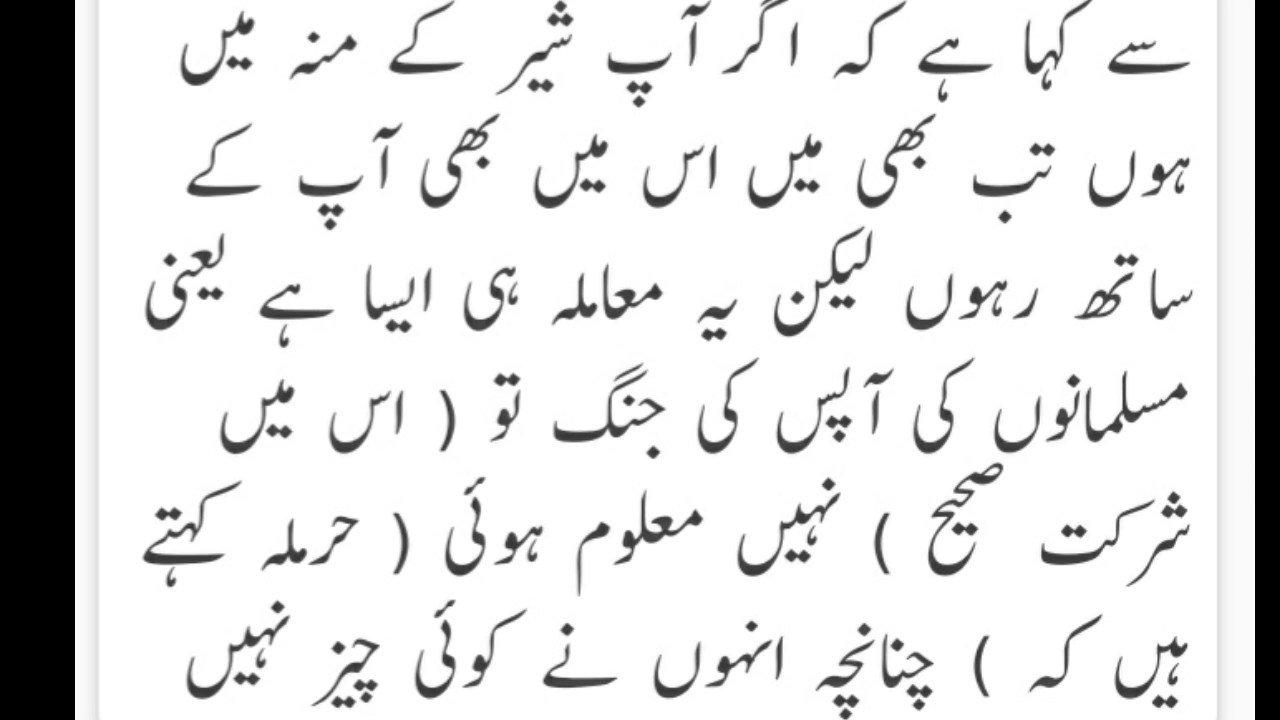 سے کہا ہے کہ اگر آپ شیر کے منہ میں
ہوں تب بھی میں اس میں بھی آپ کے
ساتھ رہوں لیکن یہ معاملہ ہی ایسا ہے یعنی
مسلمانوں کی آپس کی جنگ تو ( اس میں
شرکت صحیح ) نہیں معلوم ہوئی ( حرملہ کہتے
ہیں کہ ) چنانچہ انہوں نے کوئی چیز نہیں